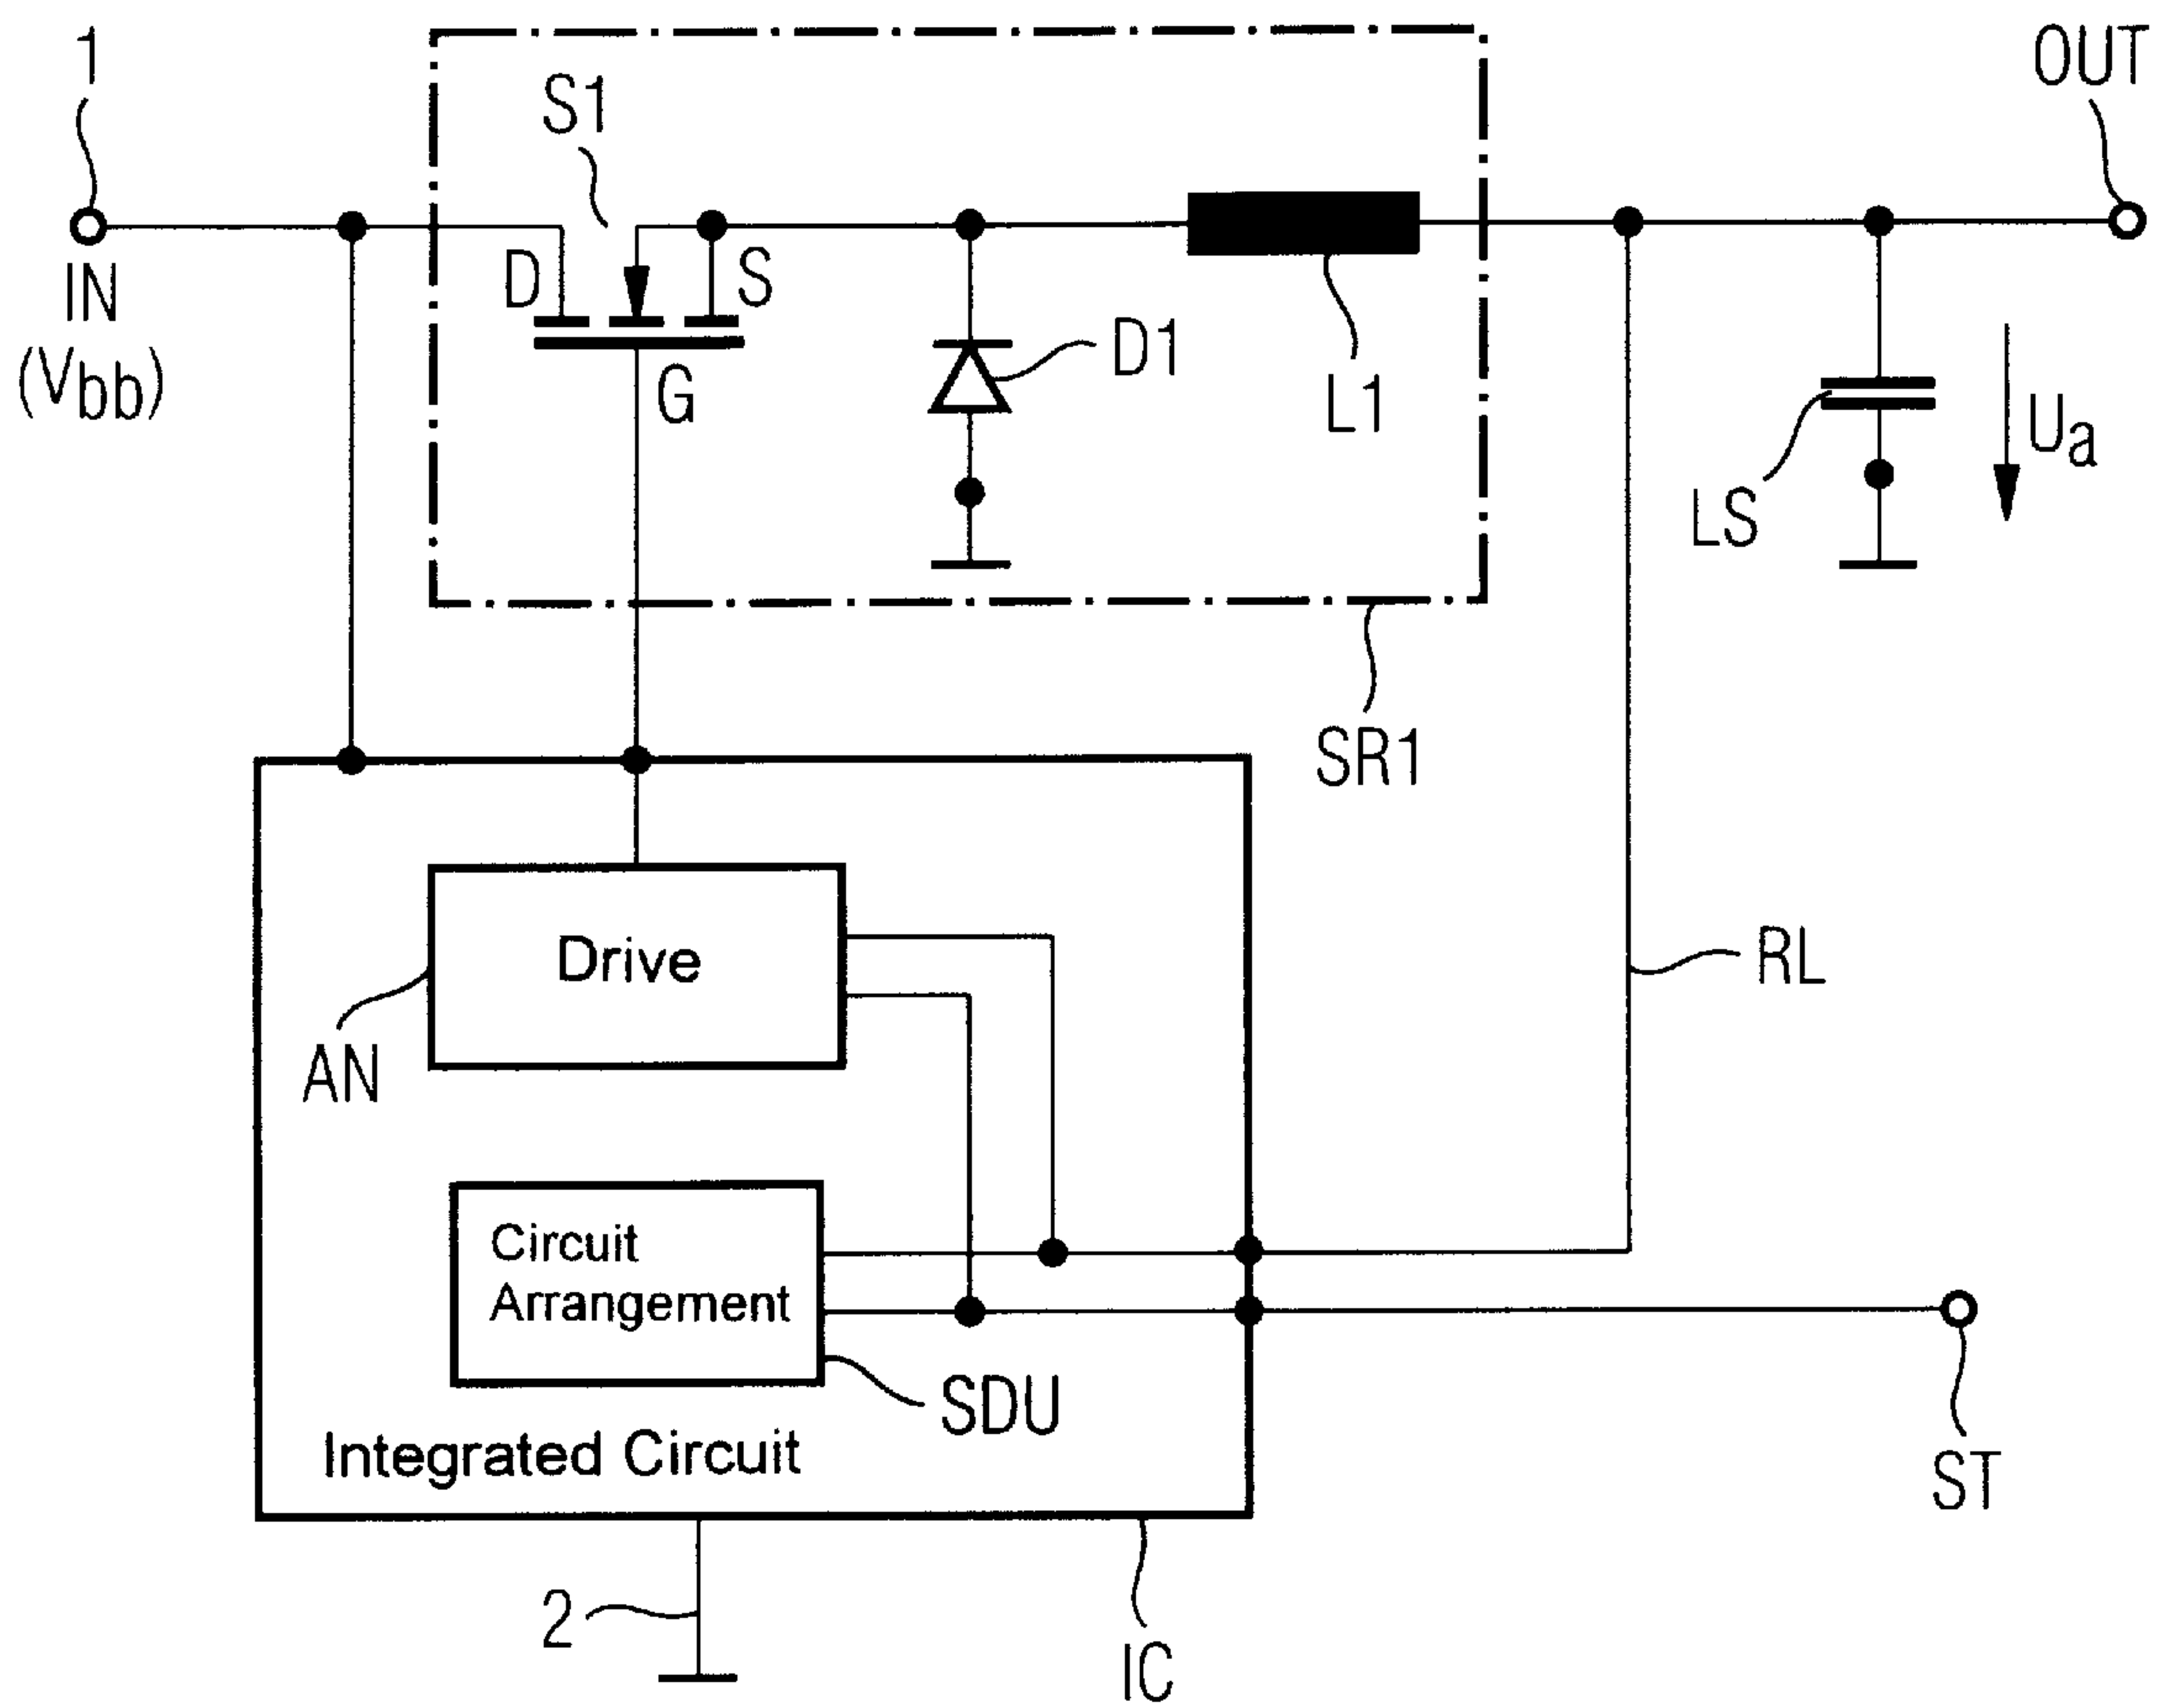 1
S1
OUT
D
S
IN
(Vbb)
G
D1
L1
Ua
LS
SR1
Drive
RL
AN
Circuit
Arrangement
SDU
Integrated Circuit
ST
2
IC